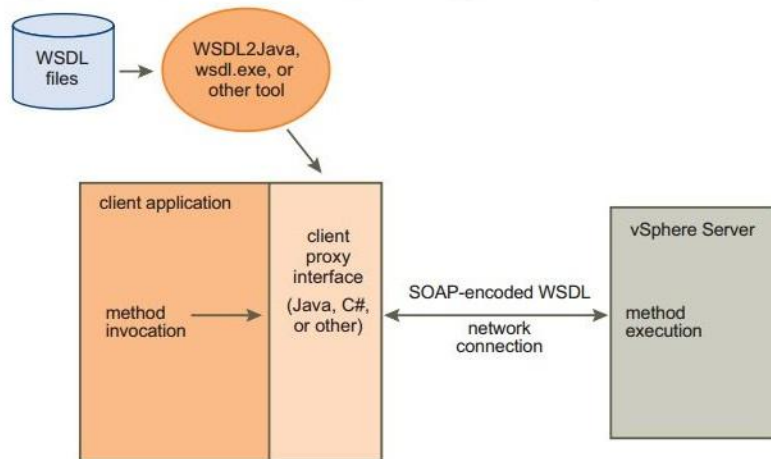 WSDL
files
WSDL2Java,
wsdl.exe, or
other tool
client application
client
proxy
interface
(Java, C#,
or other)
method
invocation
SOAP-encoded WSDL
network
connection
vSphere Server
method
execution